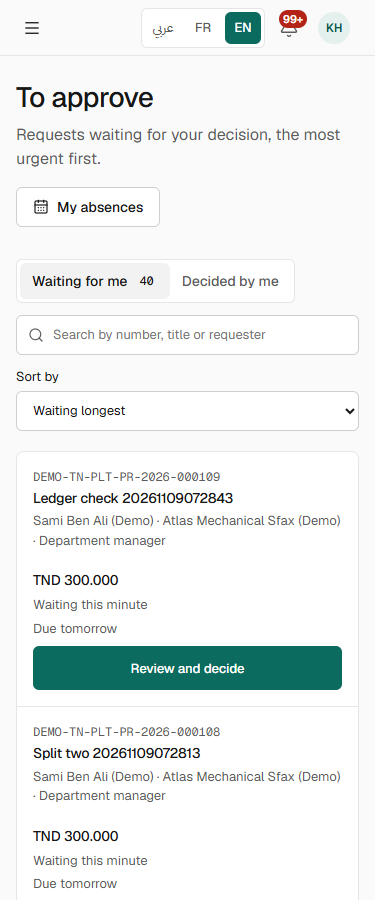 عربي FR EN 99+ KH
To approve
Requests waiting for your decision, the most
urgent first.
My absences
Waiting for me 40 Decided by me
Search by number, title or requester
Sort by
Waiting longest
DEMO-TN-PLT-PR-2026-000109
Ledger check 20261109072843
Sami Ben Ali (Demo) · Atlas Mechanical Sfax (Demo)
· Department manager
TND 300.000
Waiting this minute
Due tomorrow
Review and decide
DEMO-TN-PLT-PR-2026-000108
Split two 20261109072813
Sami Ben Ali (Demo) · Atlas Mechanical Sfax (Demo)
· Department manager
TND 300.000
Waiting this minute
Due tomorrow